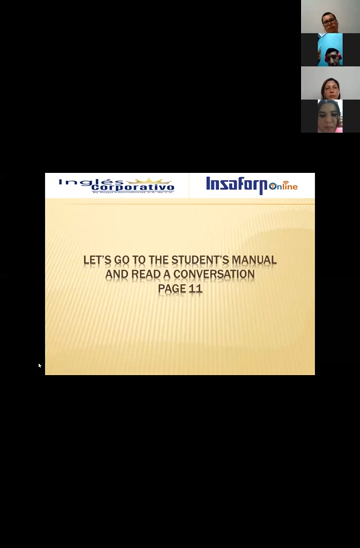 Inglés
Corporativo
Insaforp Online
LET'S GO TO THE STUDENT'S MANUAL
AND READ A CONVERSATION
PAGE 11